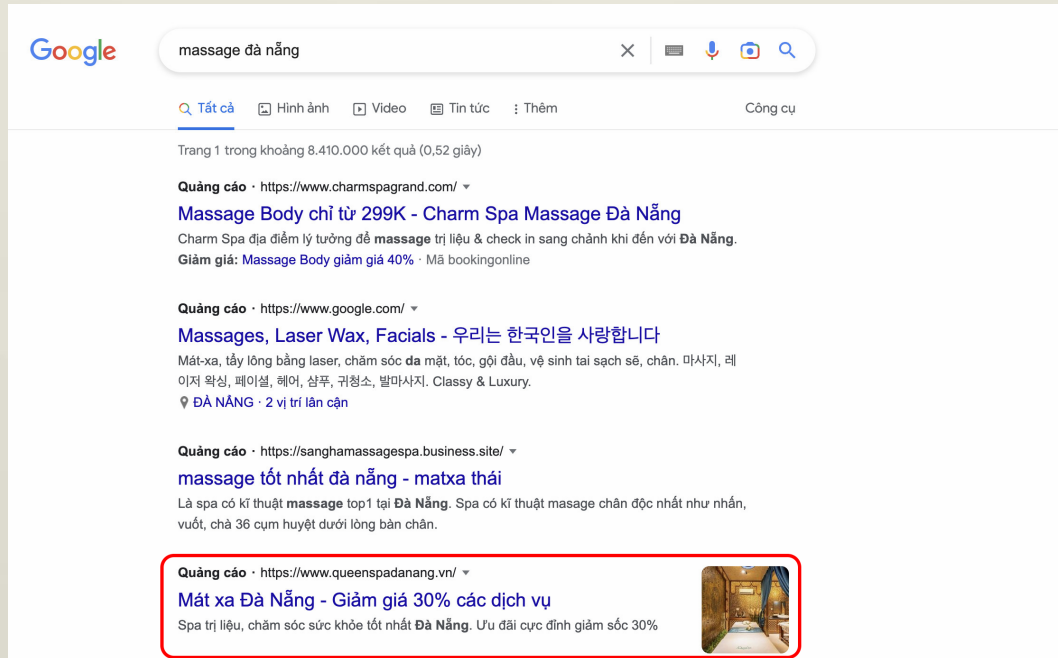 Google
massage đà nẵng
Tất cả Hình ảnh Video Tin tức Thêm Công cụ
Trang 1 trong khoảng 8.410.000 kết quả (0,52 giây)
Quảng cáo · https://www.charmspagrand.com/
Massage Body chỉ từ 299K - Charm Spa Massage Đà Nẵng
Charm Spa địa điểm lý tưởng để massage trị liệu & check in sang chảnh khi đến với Đà Nẵng.
Giảm giá: Massage Body giảm giá 40% · Mã bookingonline
Quảng cáo · https://www.google.com/
Massages, Laser Wax, Facials - 우리는 한국인을 사랑합니다
Mát-xa, tẩy lông bằng laser, chăm sóc da mặt, tóc, gội đầu, vệ sinh tai sạch sẽ, chân. 마사지, 레
이저 왁싱, 페이셜, 헤어, 샴푸, 귀청소, 발마사지. Classy & Luxury.
ĐÀ NẴNG · 2 vị trí lân cận
Quảng cáo · https://sanghamassagespa.business.site/
massage tốt nhất đà nẵng - matxa thái
Là spa có kĩ thuật massage top1 tại Đà Nẵng. Spa có kĩ thuật masage chân độc nhất như nhấn,
vuốt, chà 36 cụm huyệt dưới lòng bàn chân.
Quảng cáo · https://www.queenspadanang.vn/
Mát xa Đà Nẵng - Giảm giá 30% các dịch vụ
Spa trị liệu, chăm sóc sức khỏe tốt nhất Đà Nẵng. Ưu đãi cực đỉnh giảm sốc 30%